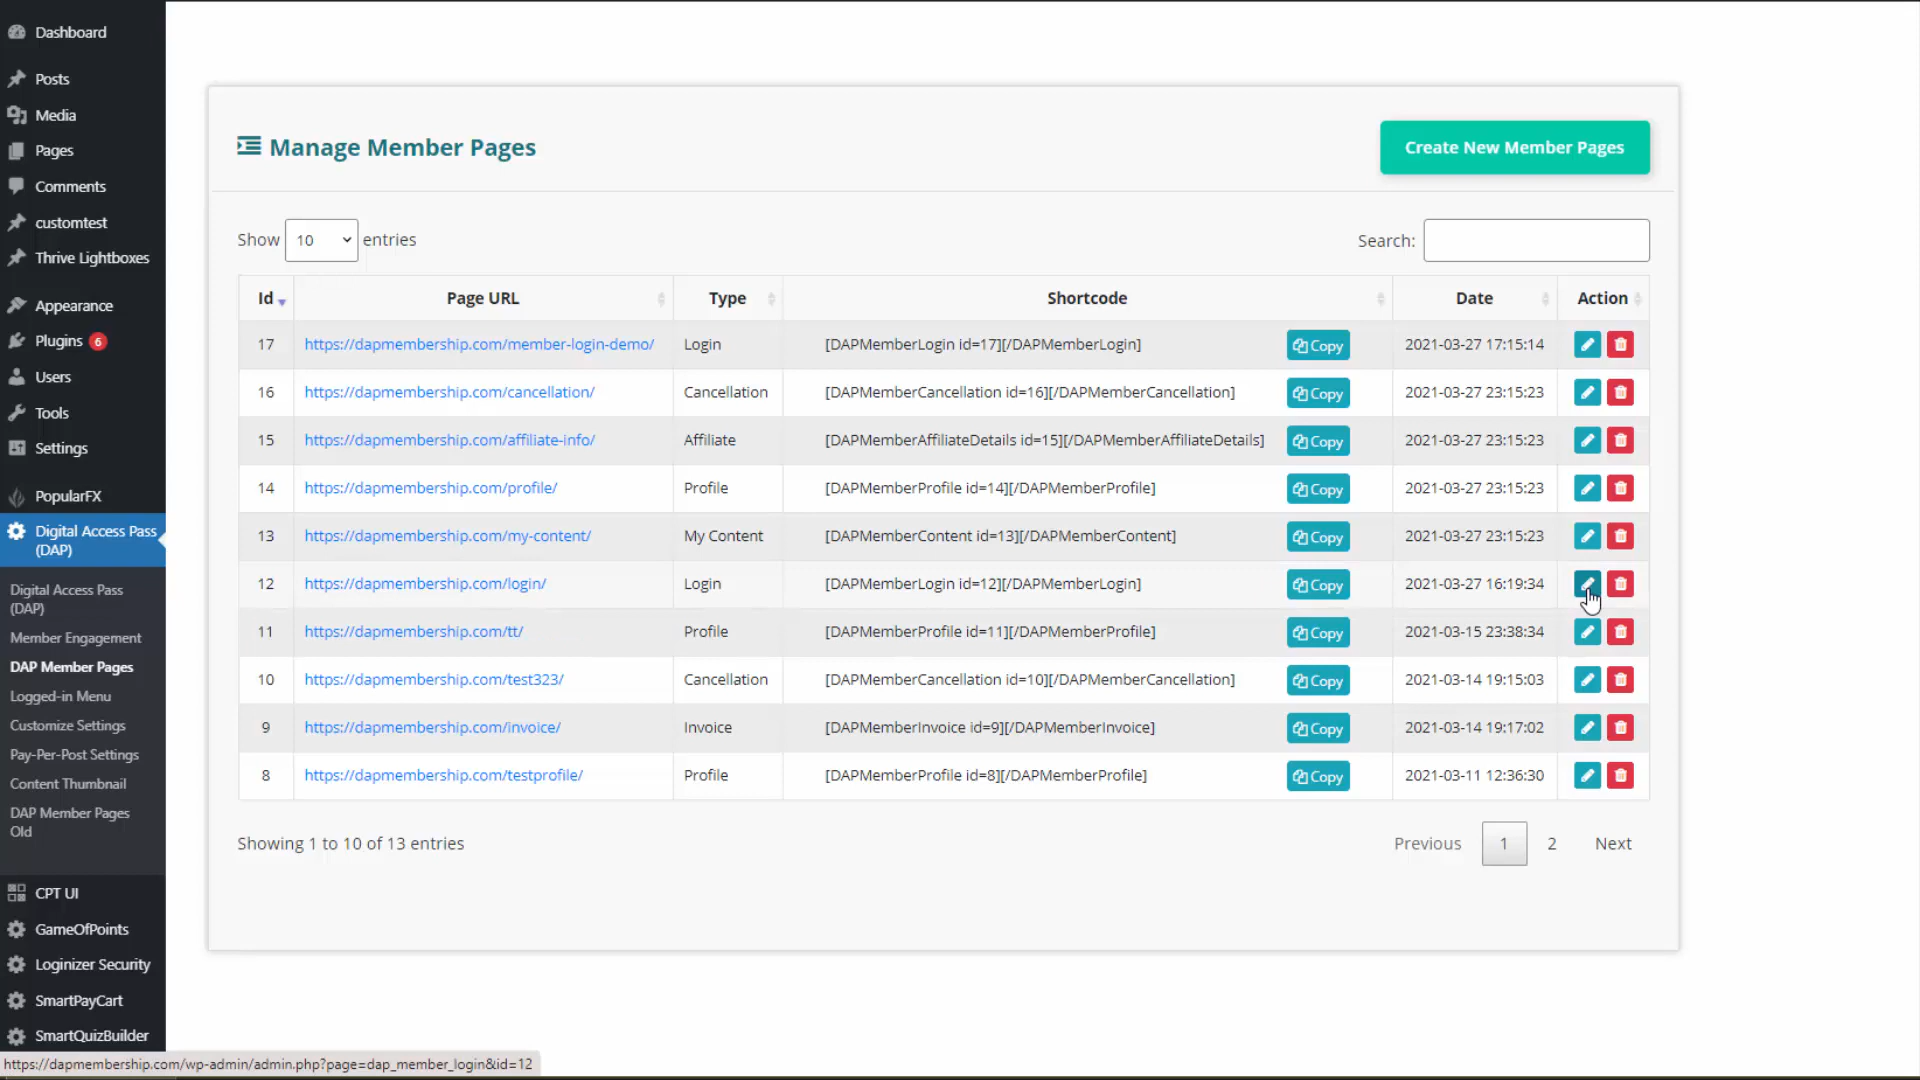 Dashboard
Posts
Media
Pages
Comments
customtest
Thrive Lightboxes
Appearance
Plugins 6
Users
Tools
Settings
PopularFX
Digital Access Pass
(DAP)
Digital Access Pass
(DAP)
Member Engagement
DAP Member Pages
Logged-in Menu
Customize Settings
Pay-Per-Post Settings
Content Thumbnail
DAP Member Pages
Old
CPT UI
GameOfPoints
Loginizer Security
SmartPayCart
SmartQuizBuilder
Manage Member Pages
Create New Member Pages
Show 10 entries
Search:
Id Page URL Type Shortcode Date Action
17 https://dapmembership.com/member-login-demo/ Login [DAPMemberLogin id=17][/DAPMemberLogin] Copy 2021-03-27 17:15:14
16 https://dapmembership.com/cancellation/ Cancellation [DAPMemberCancellation id=16][/DAPMemberCancellation] Copy 2021-03-27 23:15:23
15 https://dapmembership.com/affiliate-info/ Affiliate [DAPMemberAffiliateDetails id=15][/DAPMemberAffiliateDetails] Copy 2021-03-27 23:15:23
14 https://dapmembership.com/profile/ Profile [DAPMemberProfile id=14][/DAPMemberProfile] Copy 2021-03-27 23:15:23
13 https://dapmembership.com/my-content/ My Content [DAPMemberContent id=13][/DAPMemberContent] Copy 2021-03-27 23:15:23
12 https://dapmembership.com/login/ Login [DAPMemberLogin id=12][/DAPMemberLogin] Copy 2021-03-27 16:19:34
11 https://dapmembership.com/tt/ Profile [DAPMemberProfile id=11][/DAPMemberProfile] Copy 2021-03-15 23:38:34
10 https://dapmembership.com/test323/ Cancellation [DAPMemberCancellation id=10][/DAPMemberCancellation] Copy 2021-03-14 19:15:03
9 https://dapmembership.com/invoice/ Invoice [DAPMemberInvoice id=9][/DAPMemberInvoice] Copy 2021-03-14 19:17:02
8 https://dapmembership.com/testprofile/ Profile [DAPMemberProfile id=8][/DAPMemberProfile] Copy 2021-03-11 12:36:30
Showing 1 to 10 of 13 entries
Previous 1 2 Next
https://dapmembership.com/wp-admin/admin.php?page=dap_member_login&id=12